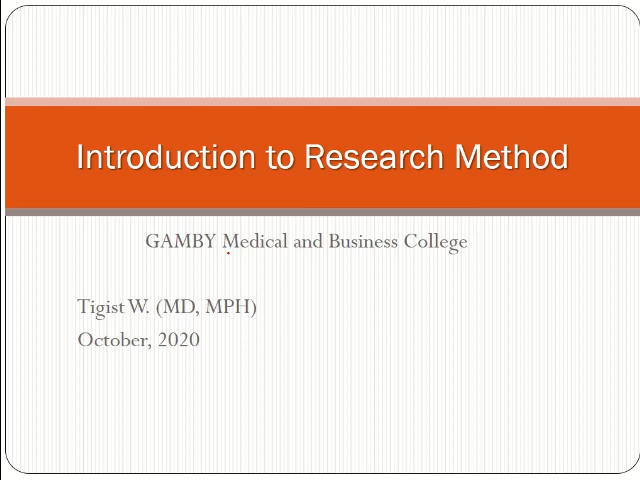 Introduction to Research Method
GAMBY Medical and Business College
Tigist W. (MD, MPH)
October, 2020